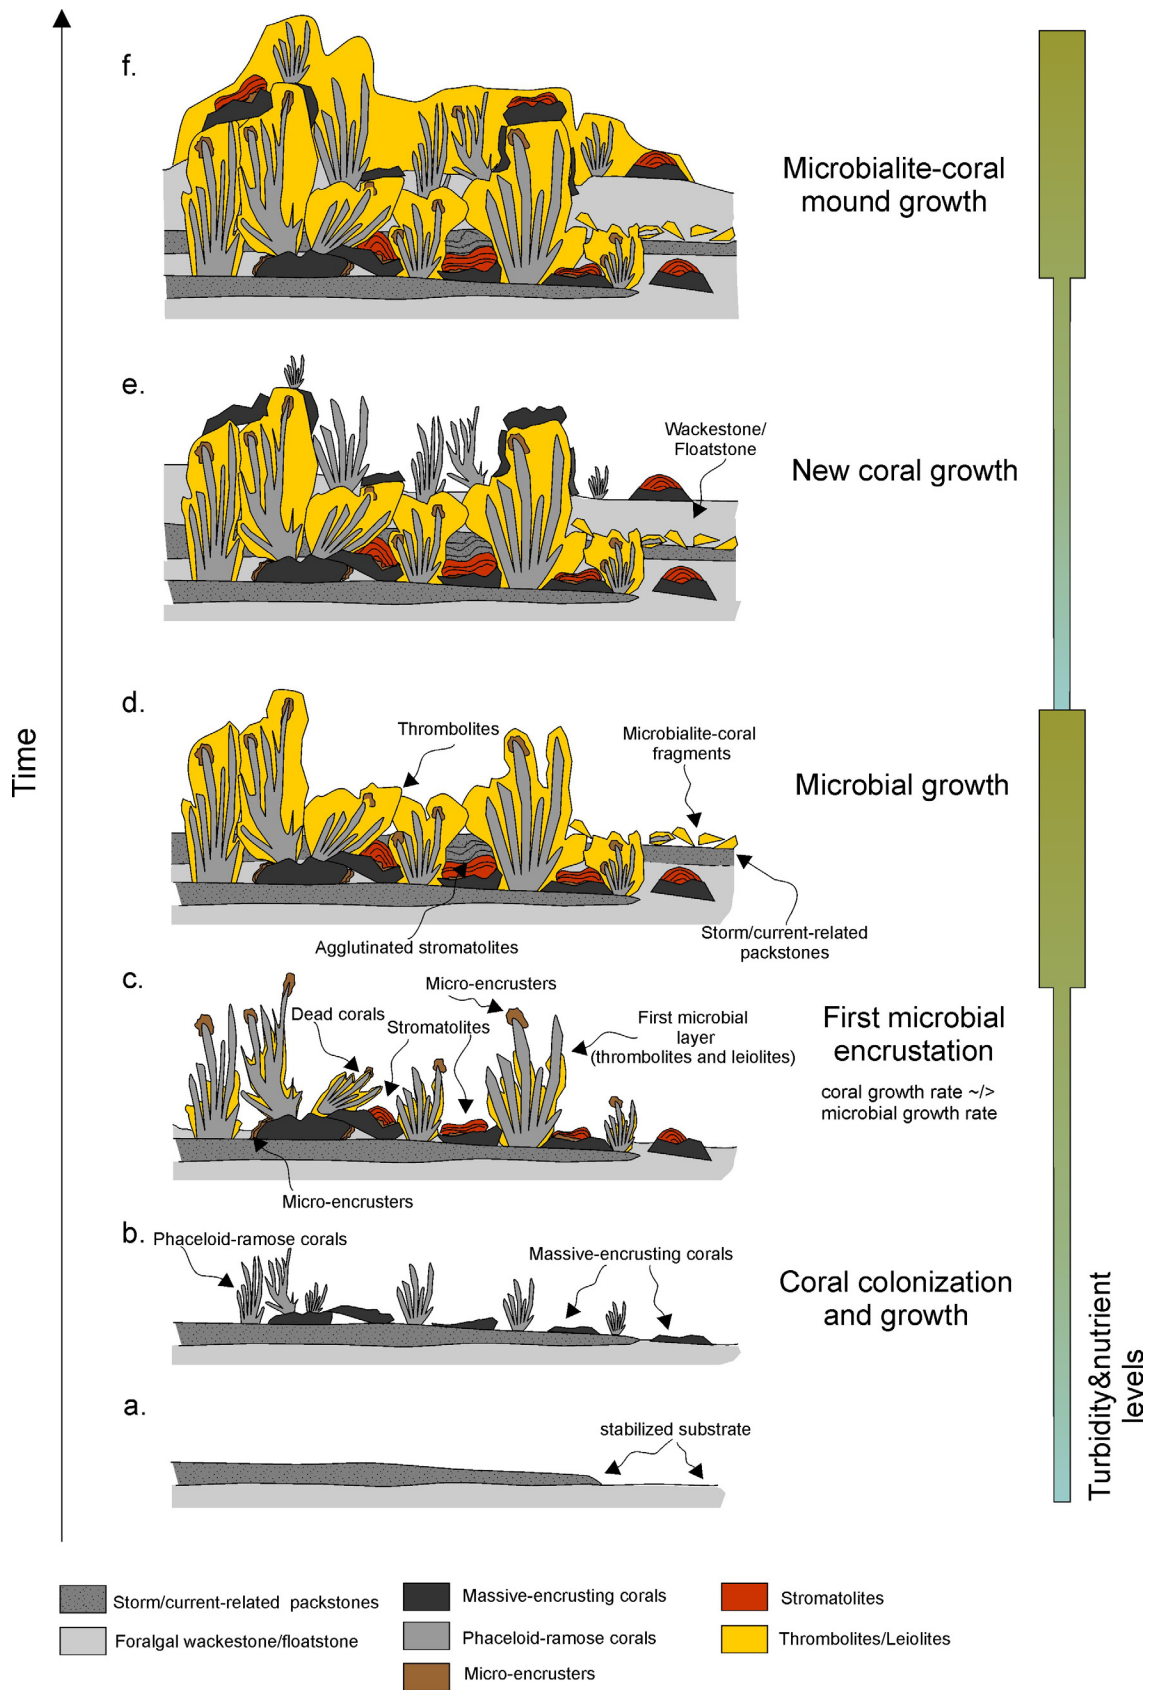 f.
Microbialite-coral
mound growth
e.
Wackestone/
Floatstone
New coral growth
d.
Thrombolites
Microbialite-coral
fragments
Microbial growth
Time
Agglutinated stromatolites
Storm/current-related
packstones
c.
Micro-encrusters
Dead corals
Stromatolites
First microbial
layer
(thrombolites and leiolites)
First microbial
encrustation
coral growth rate ~/>
microbial growth rate
Micro-encrusters
b.
Phaceloid-ramose corals
Massive-encrusting corals
Coral colonization
and growth
Turbidity&nutrient
levels
a.
stabilized substrate
Storm/current-related packstones
Massive-encrusting corals
Stromatolites
Foralgal wackestone/floatstone
Phaceloid-ramose corals
Thrombolites/Leiolites
Micro-encrusters